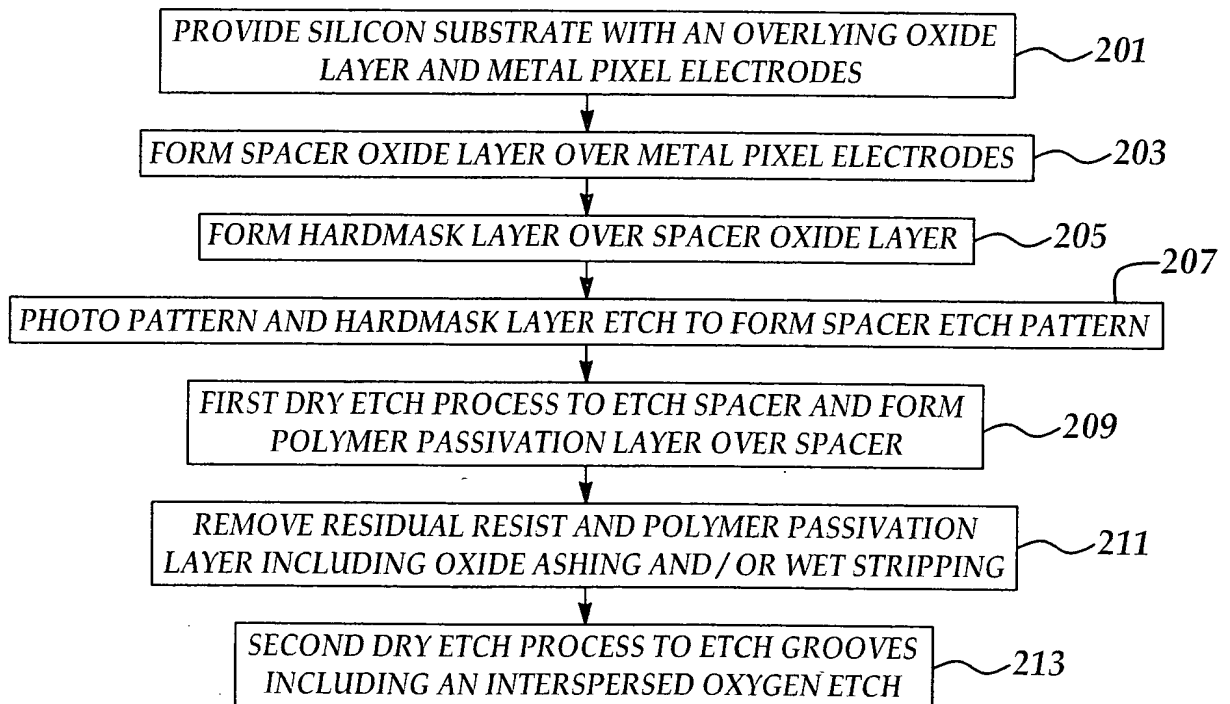 PROVIDE SILICON SUBSTRATE WITH AN OVERLYING OXIDE
LAYER AND METAL PIXEL ELECTRODES
201
FORM SPACER OXIDE LAYER OVER METAL PIXEL ELECTRODES
203
FORM HARDMASK LAYER OVER SPACER OXIDE LAYER
205
207
PHOTO PATTERN AND HARDMASK LAYER ETCH TO FORM SPACER ETCH PATTERN
FIRST DRY ETCH PROCESS TO ETCH SPACER AND FORM
POLYMER PASSIVATION LAYER OVER SPACER
209
REMOVE RESIDUAL RESIST AND POLYMER PASSIVATION
LAYER INCLUDING OXIDE ASHING AND / OR WET STRIPPING
211
SECOND DRY ETCH PROCESS TO ETCH GROOVES
INCLUDING AN INTERSPERSED OXYGEN ETCH
213